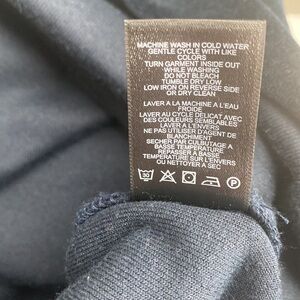 MACHINE WASH IN COLD WATER
GENTLE CYCLE WITH LIKE
COLORS
TURN GARMENT INSIDE OUT
WHILE WASHING
DO NOT BLEACH
TUMBLE DRY LOW
LOW IRON ON REVERSE SIDE
OR DRY CLEAN
LAVER A LA MACHINE A L'EAU
FROIDE
LAVER AU CYCLE DELICAT AVEC
DES COULEURS SEMBLABLES
LAVER A L'ENVERS
NE PAS UTILISER D'AGENT DE
BLANCHIMENT
SECHER PAR CULBUTAGE A
BASSE TEMPERATURE
REPASSER A BASSE
TEMPERATURE SUR L'ENVERS
OU NETTOYER A SEC
30 P